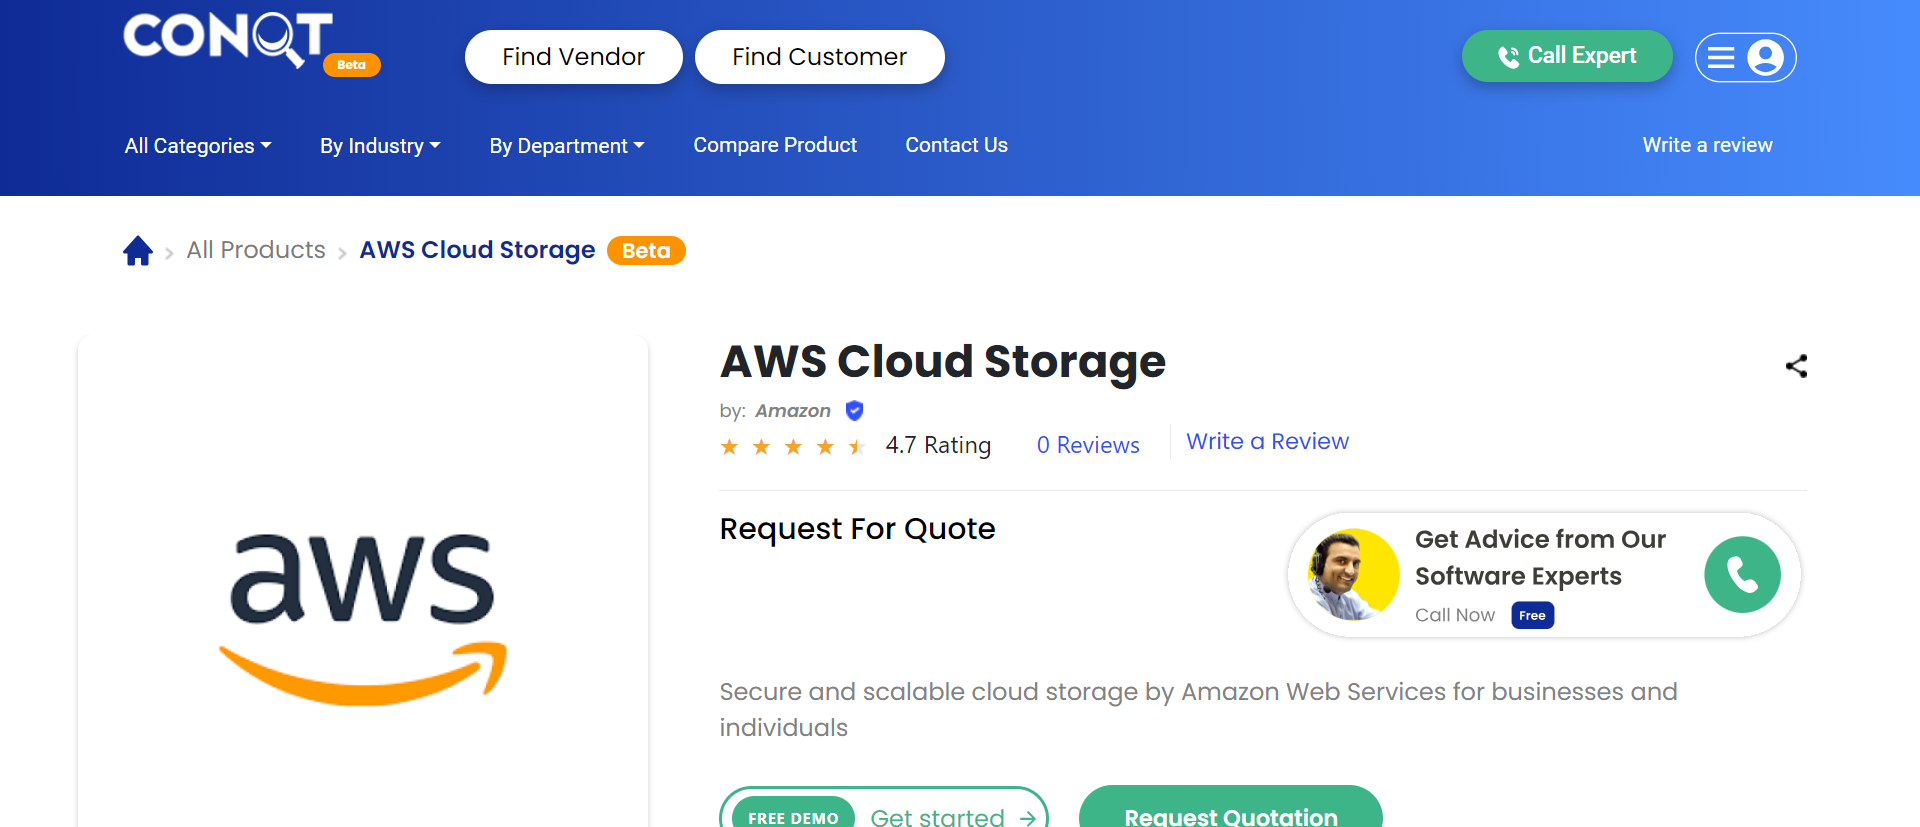 CONQT
Beta
Find Vendor
Find Customer
Call Expert
All Categories
By Industry
By Department
Compare Product
Contact Us
Write a review
All Products
AWS Cloud Storage
Beta
aws
AWS Cloud Storage
by: Amazon
4.7 Rating
0 Reviews
Write a Review
Request For Quote
Get Advice from Our
Software Experts
Call Now
Free
Secure and scalable cloud storage by Amazon Web Services for businesses and
individuals
FREE DEMO
Get started
Request Quotation